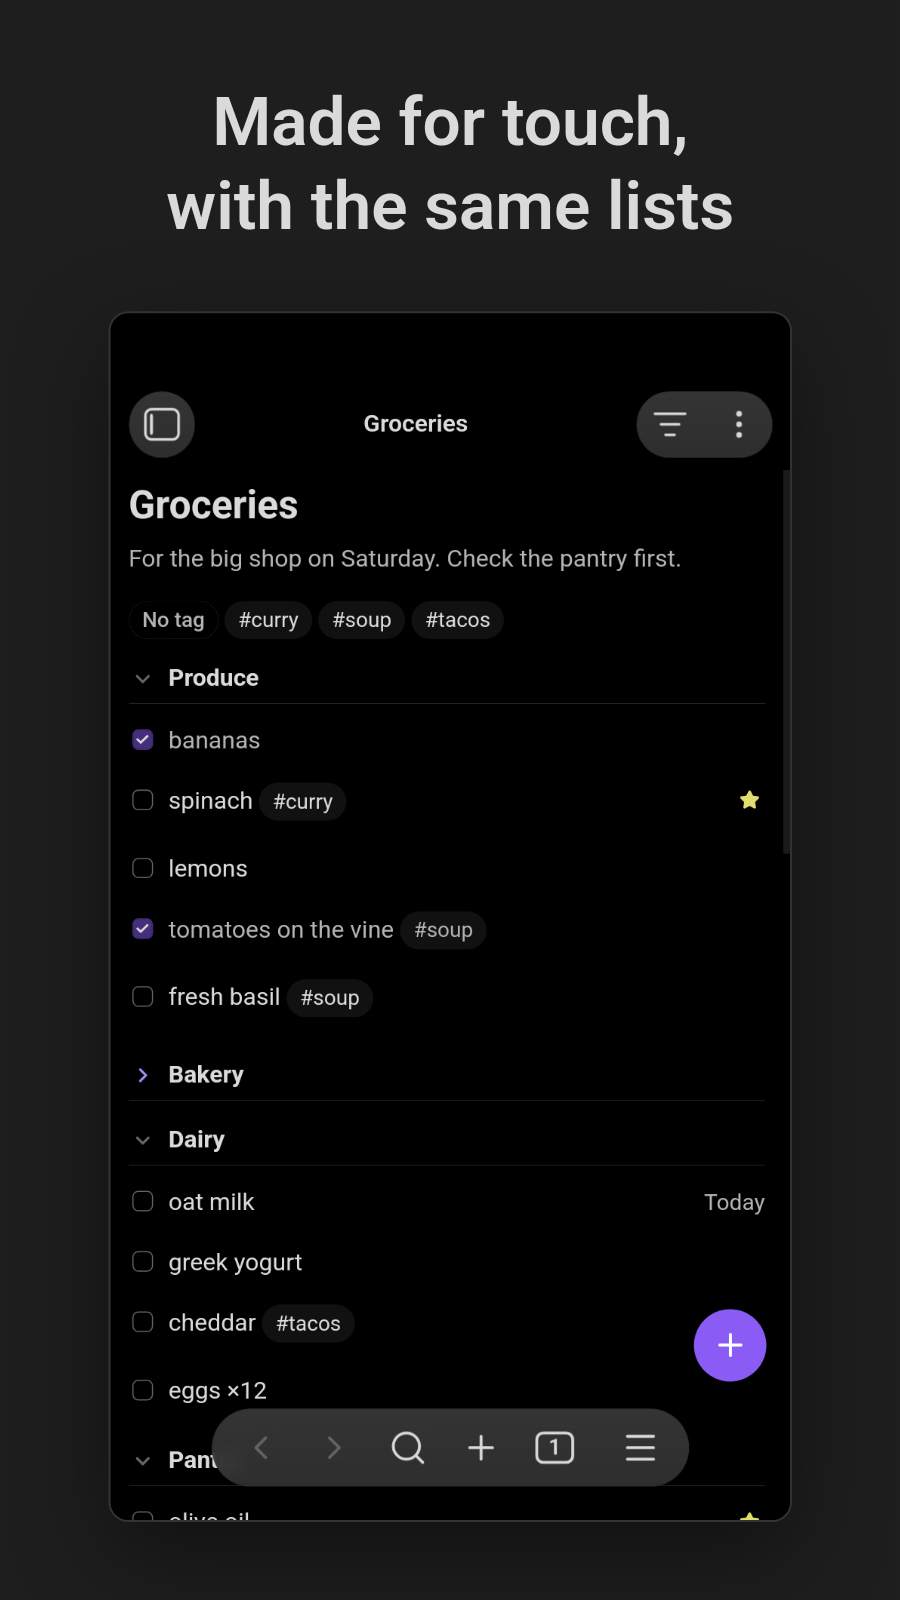 Made for touch,
with the same lists
Groceries
Groceries
For the big shop on Saturday. Check the pantry first.
No tag #curry #soup #tacos
Produce
bananas
spinach #curry
lemons
tomatoes on the vine #soup
fresh basil #soup
Bakery
Dairy
oat milk Today
greek yogurt
cheddar #tacos
eggs ×12
1